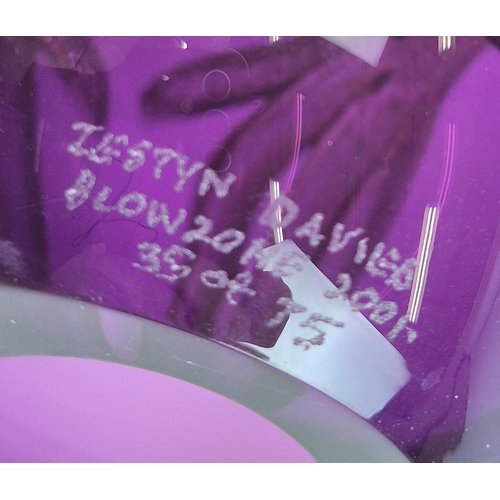 IESTYN DAVIES
BLOWZONE 2001
35 of 75